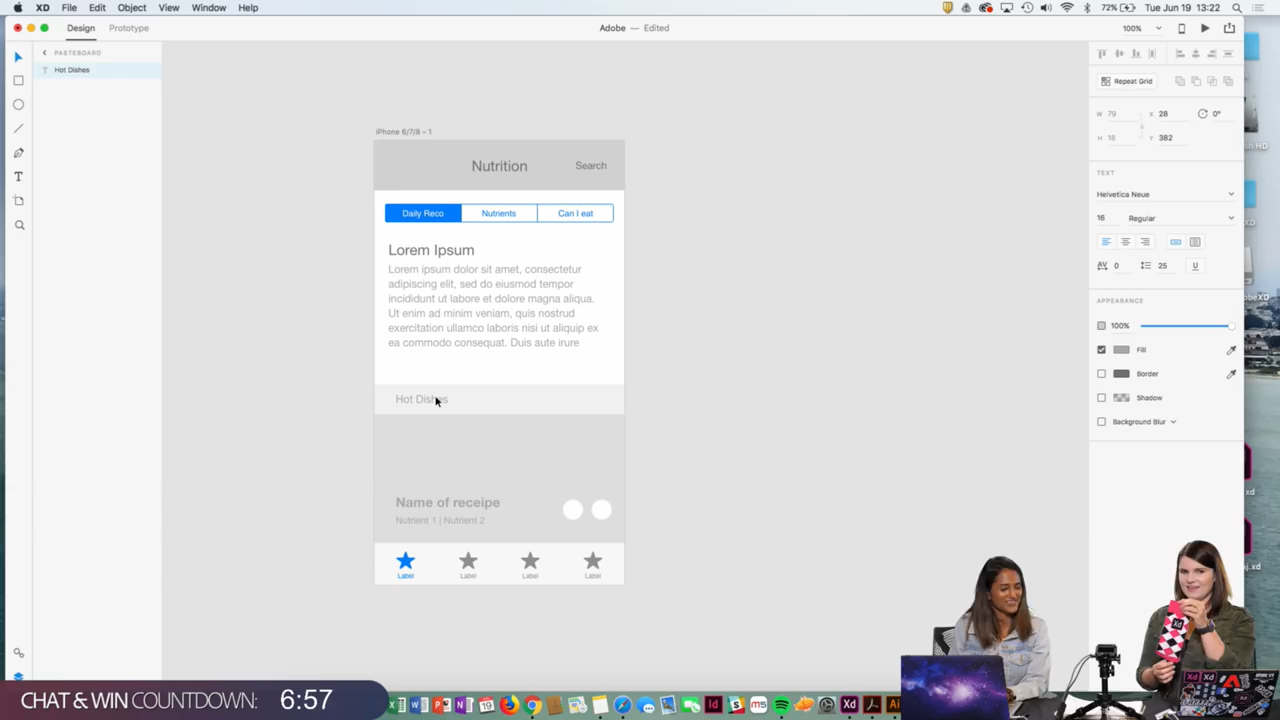 XD File Edit Object View Window Help
72% Tue Jun 19 13:22
Design Prototype
Adobe — Edited
100%
PASTEBOARD
T Hot Dishes
Repeat Grid
W 79 X 28 0°
H 18 Y 382
TEXT
Helvetica Neue
16 Regular
AV 0 25 U
APPEARANCE
100%
Fill
Border
Shadow
Background Blur
T
iPhone 6/7/8 – 1
Nutrition Search
Daily Reco Nutrients Can I eat
Lorem Ipsum
Lorem ipsum dolor sit amet, consectetur
adipiscing elit, sed do eiusmod tempor
incididunt ut labore et dolore magna aliqua.
Ut enim ad minim veniam, quis nostrud
exercitation ullamco laboris nisi ut aliquip ex
ea commodo consequat. Duis aute irure
Hot Dishes
Name of receipe
Nutrient 1 | Nutrient 2
Label Label Label Label
CHAT & WIN COUNTDOWN: 6:57
Xd